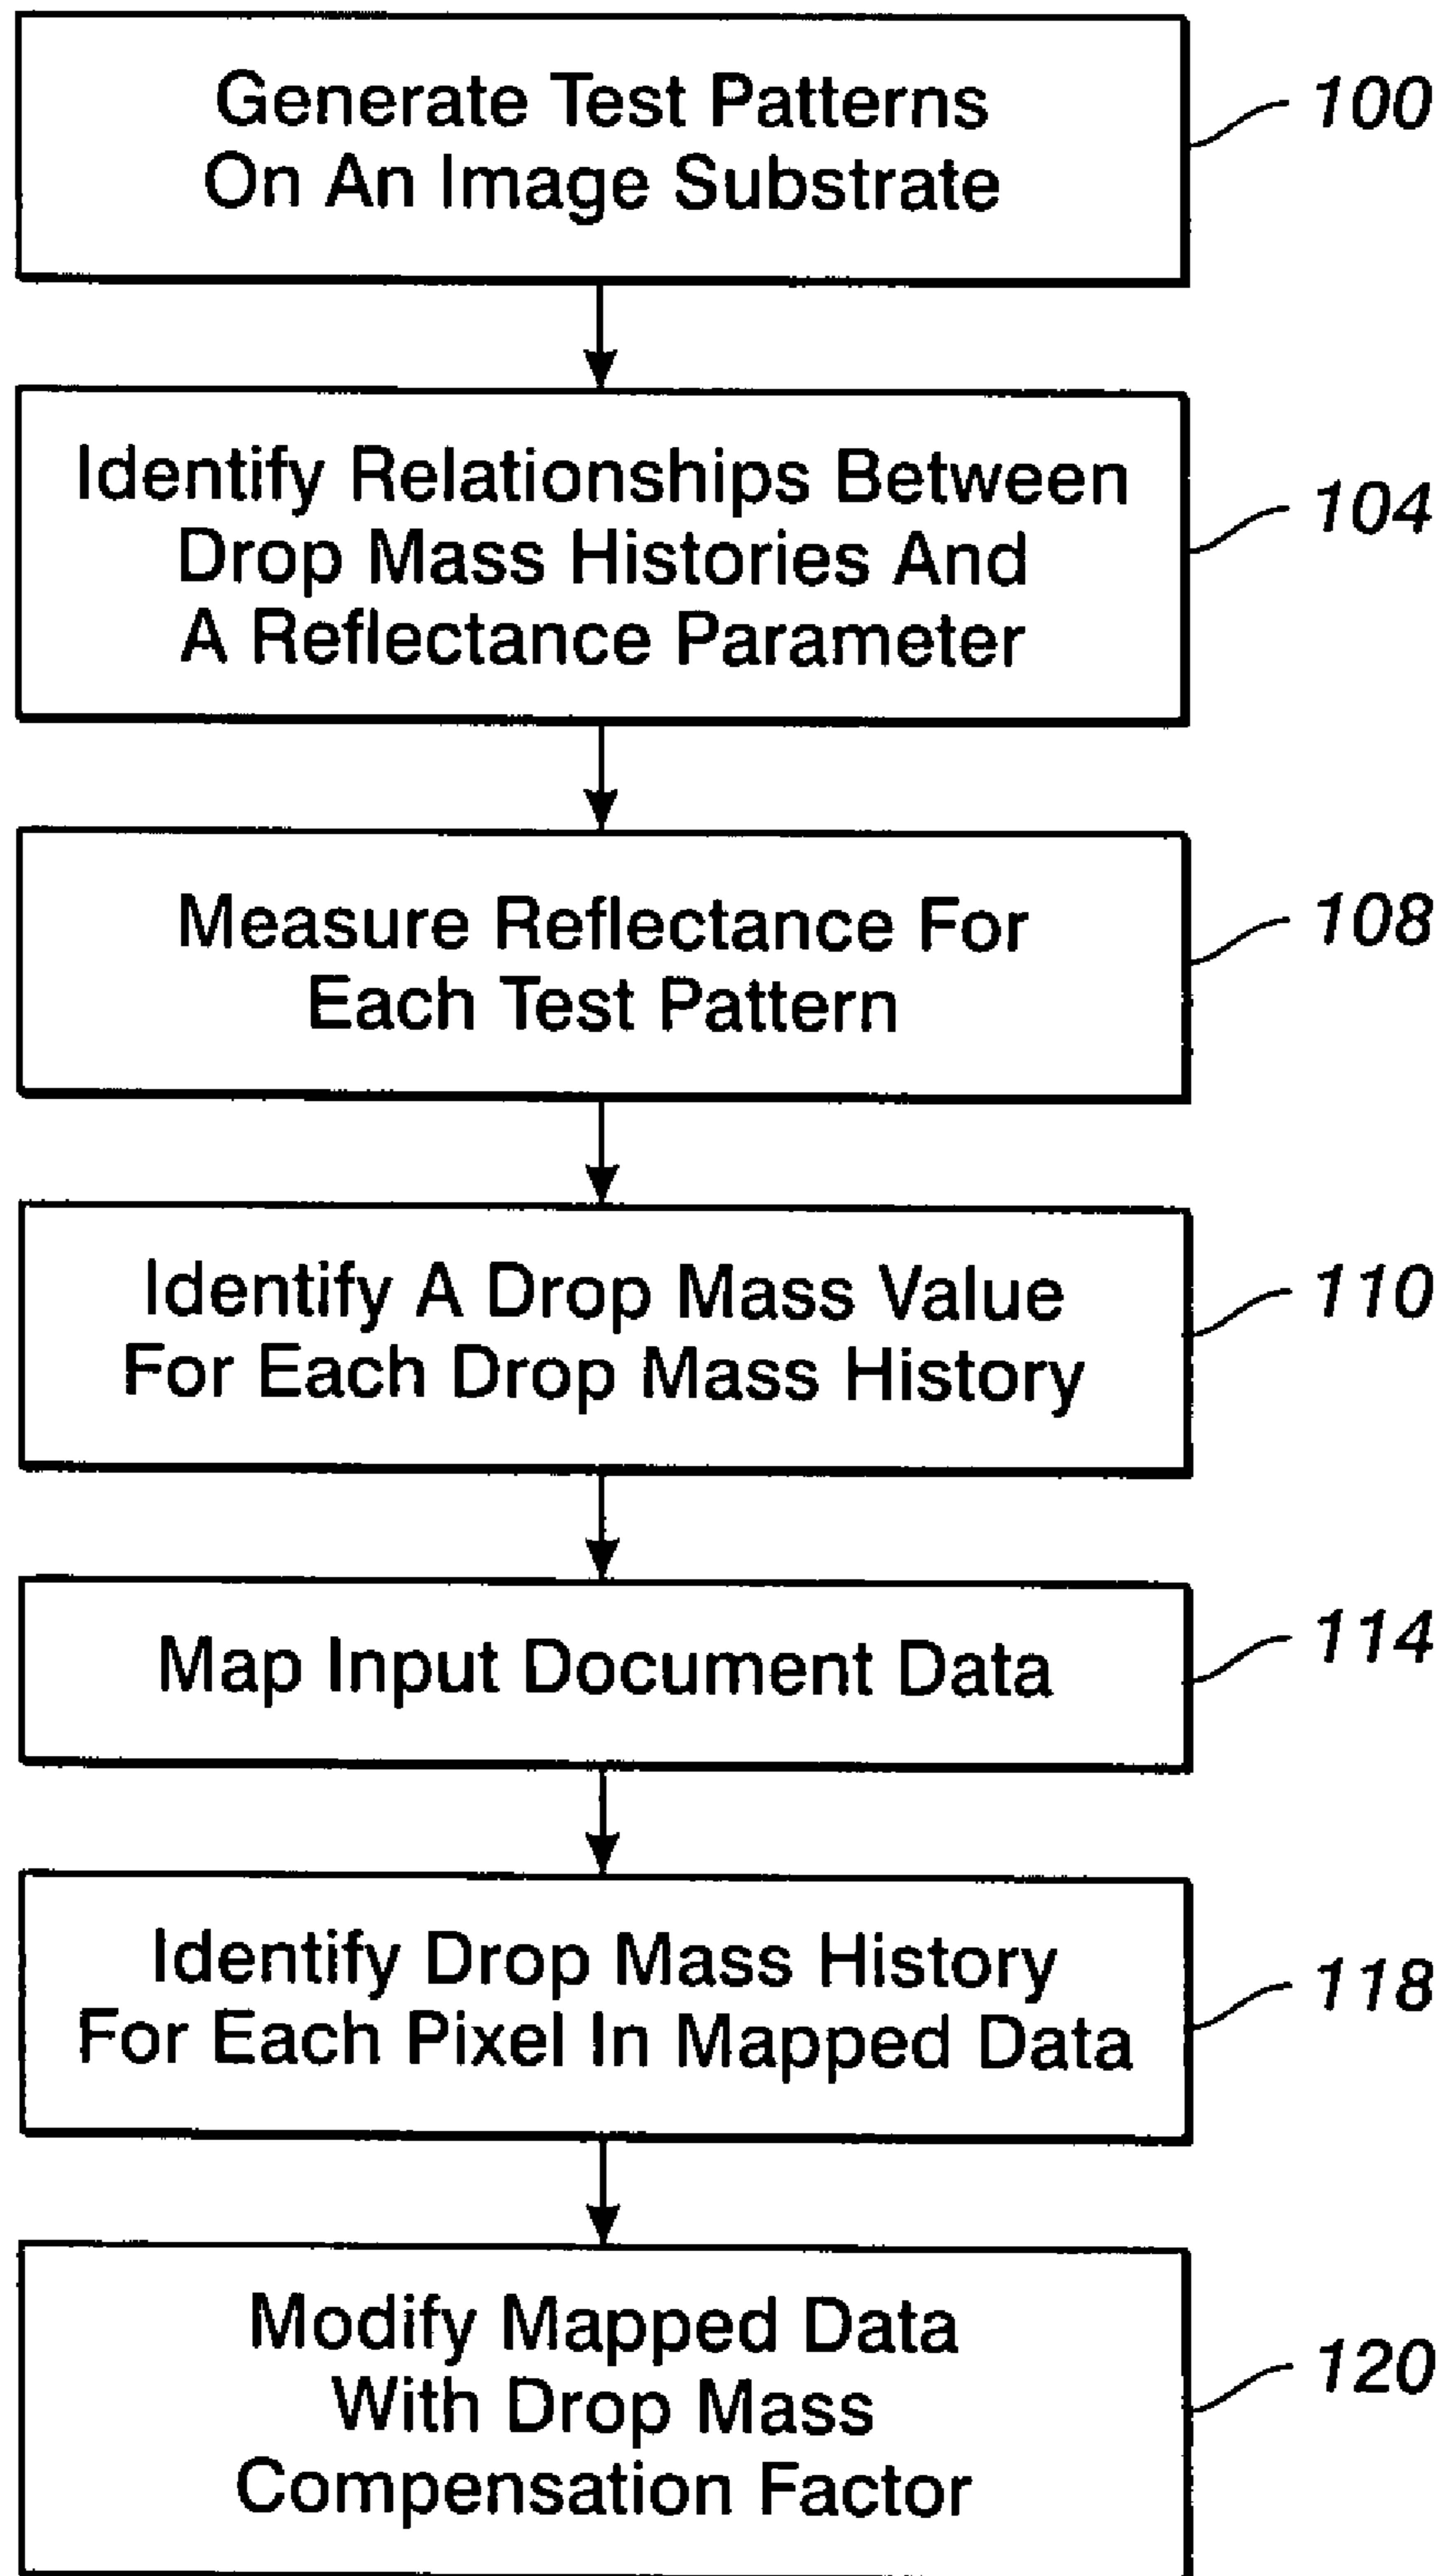 Generate Test Patterns
On An Image Substrate
100
Identify Relationships Between
Drop Mass Histories And
A Reflectance Parameter
104
Measure Reflectance For
Each Test Pattern
108
Identify A Drop Mass Value
For Each Drop Mass History
110
Map Input Document Data
114
Identify Drop Mass History
For Each Pixel In Mapped Data
118
Modify Mapped Data
With Drop Mass
Compensation Factor
120